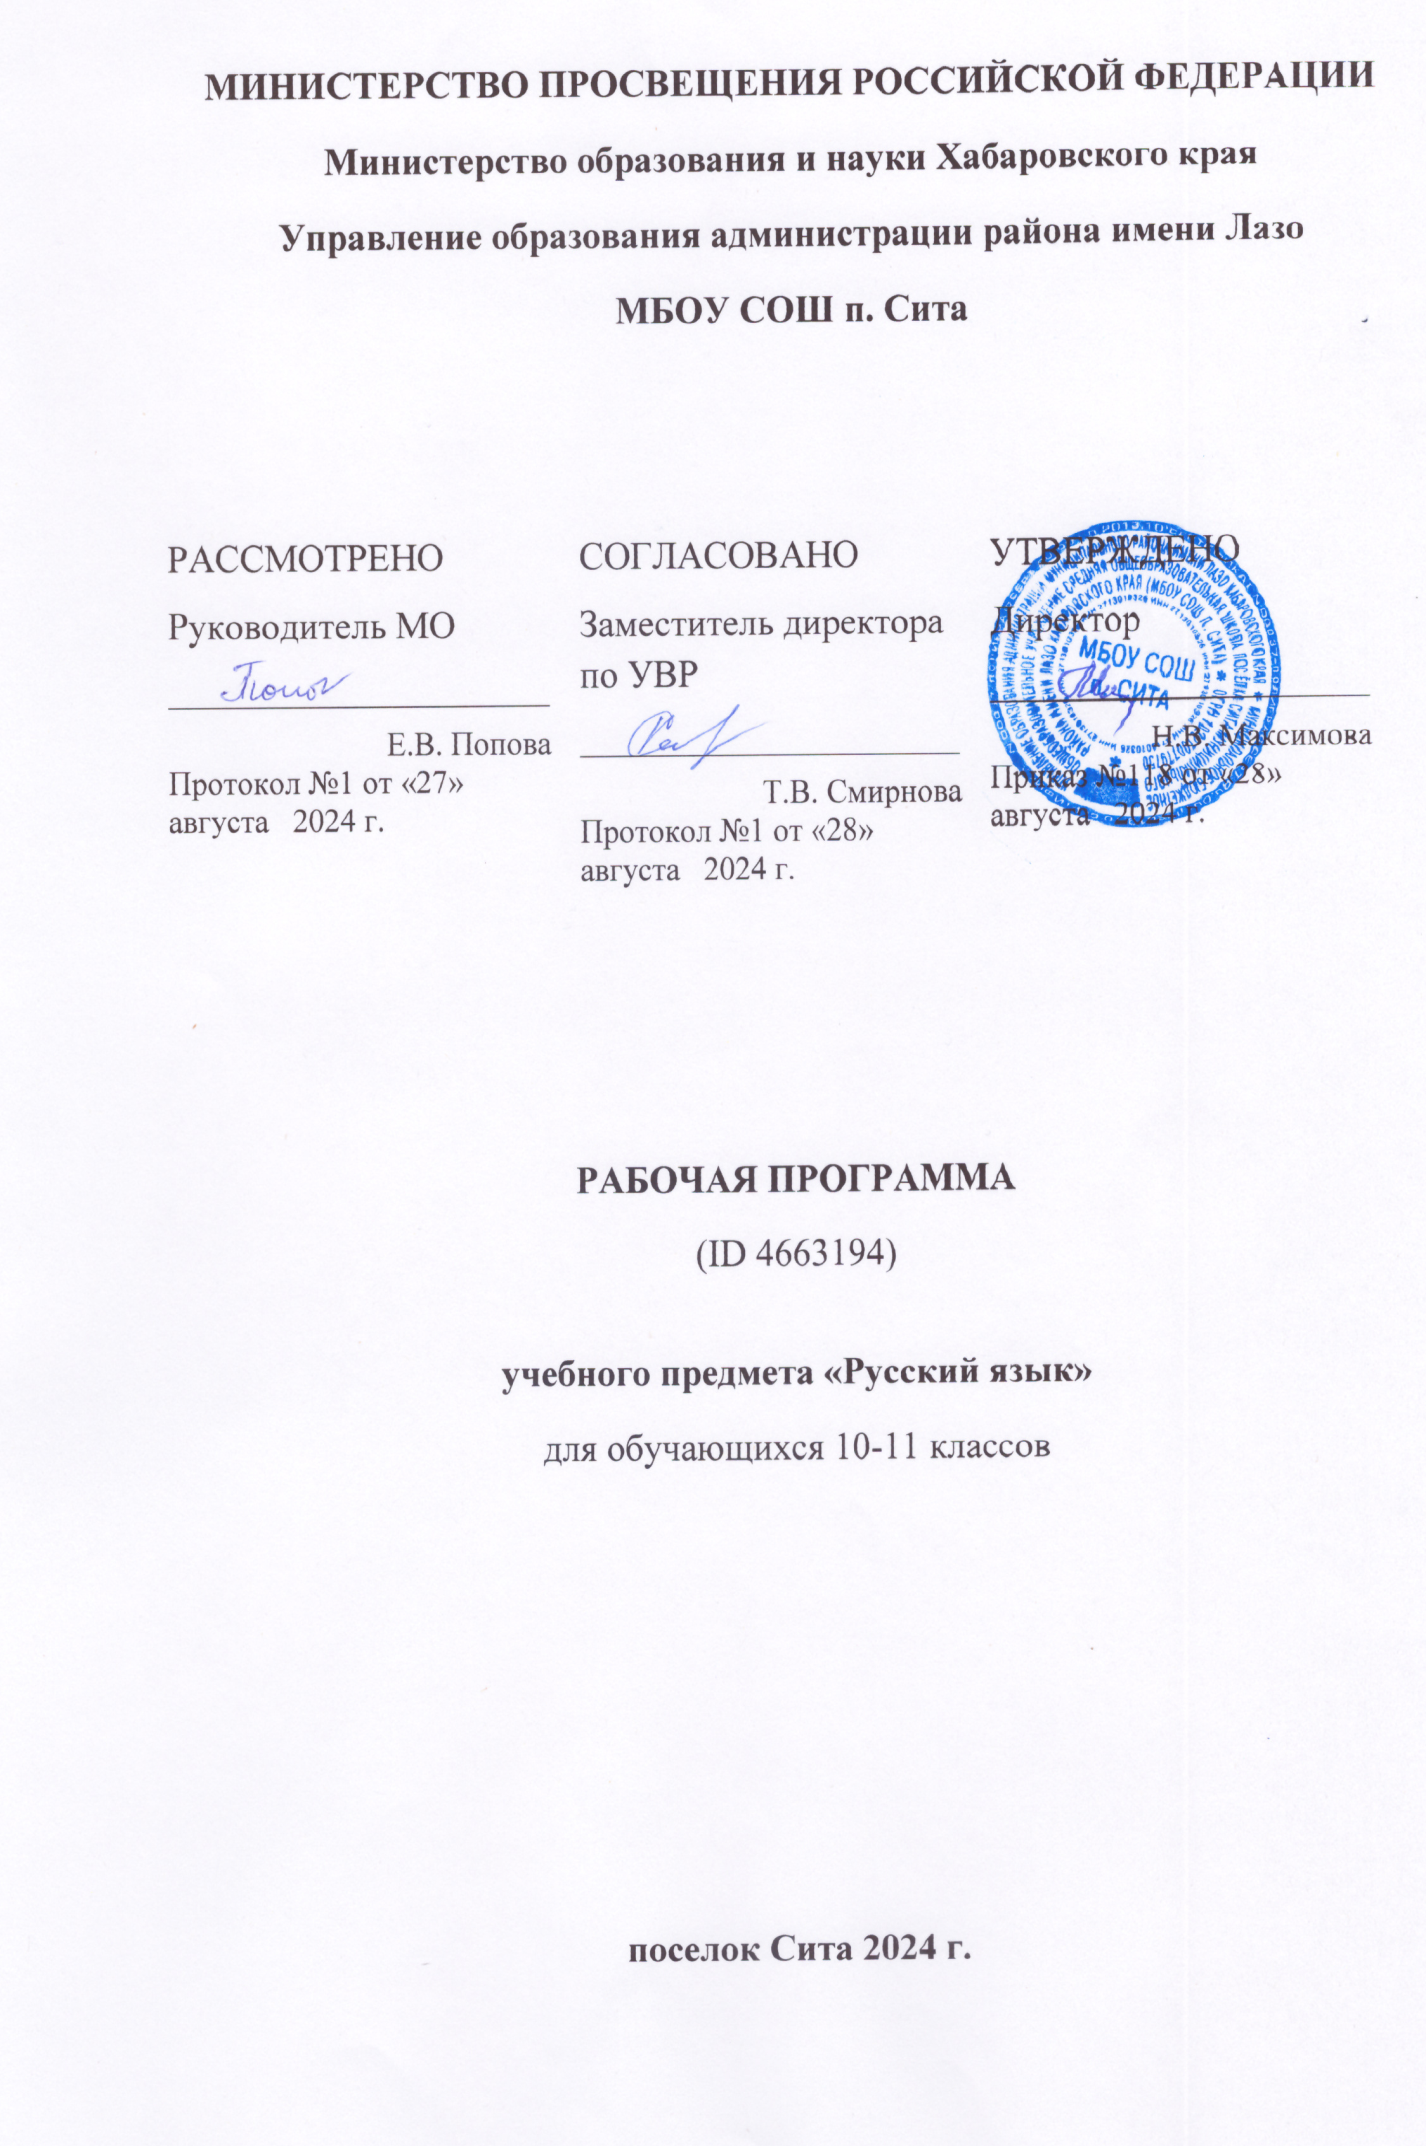 МИНИСТЕРСТВО ПРОСВЕЩЕНИЯ РОССИЙСКОЙ ФЕДЕРАЦИИ
Министерство образования и науки Хабаровского края
Управление образования администрации района имени Лазо
МБОУ СОШ п. Сита
РАССМОТРЕНО
Руководитель МО
Е.В. Попова
Протокол №1 от «27»
августа 2024 г.
СОГЛАСОВАНО
Заместитель директора
по УВР
Т.В. Смирнова
Протокол №1 от «28»
августа 2024 г.
УТВЕРЖДЕНО
Директор
МБОУ СОШ
п. СИТА
Н.В. Максимова
Приказ №118 от «28»
августа 2024 г.
РАБОЧАЯ ПРОГРАММА
(ID 4663194)
учебного предмета «Русский язык»
для обучающихся 10-11 классов
поселок Сита 2024 г.